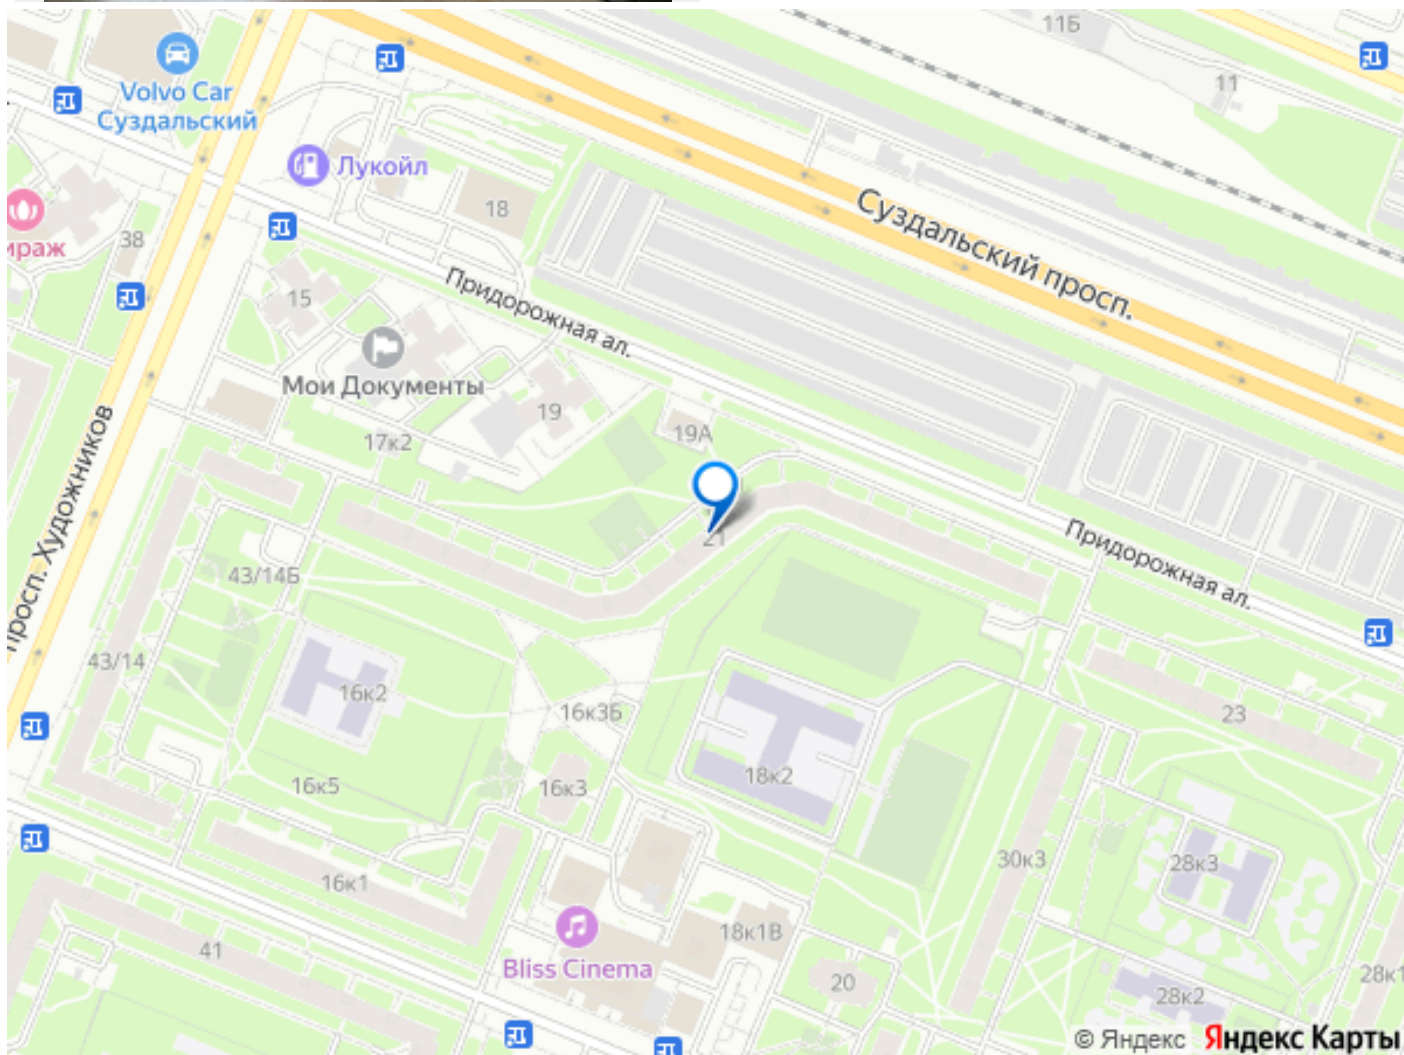 11Б
11
Volvo Car
Суздальский
Лукойл
18
Суздальский просп.
38
ираж
15
Придорожная ал.
Мои Документы
19
19А
17к2
просп. Художников
21
Придорожная ал.
43/14Б
43/14
16к2
16к3Б
23
18к2
16к5
16к3
30к3
28к3
16к1
18к1В
41
Bliss Cinema
20
28к1
28к2
© Яндекс Яндекс Карты